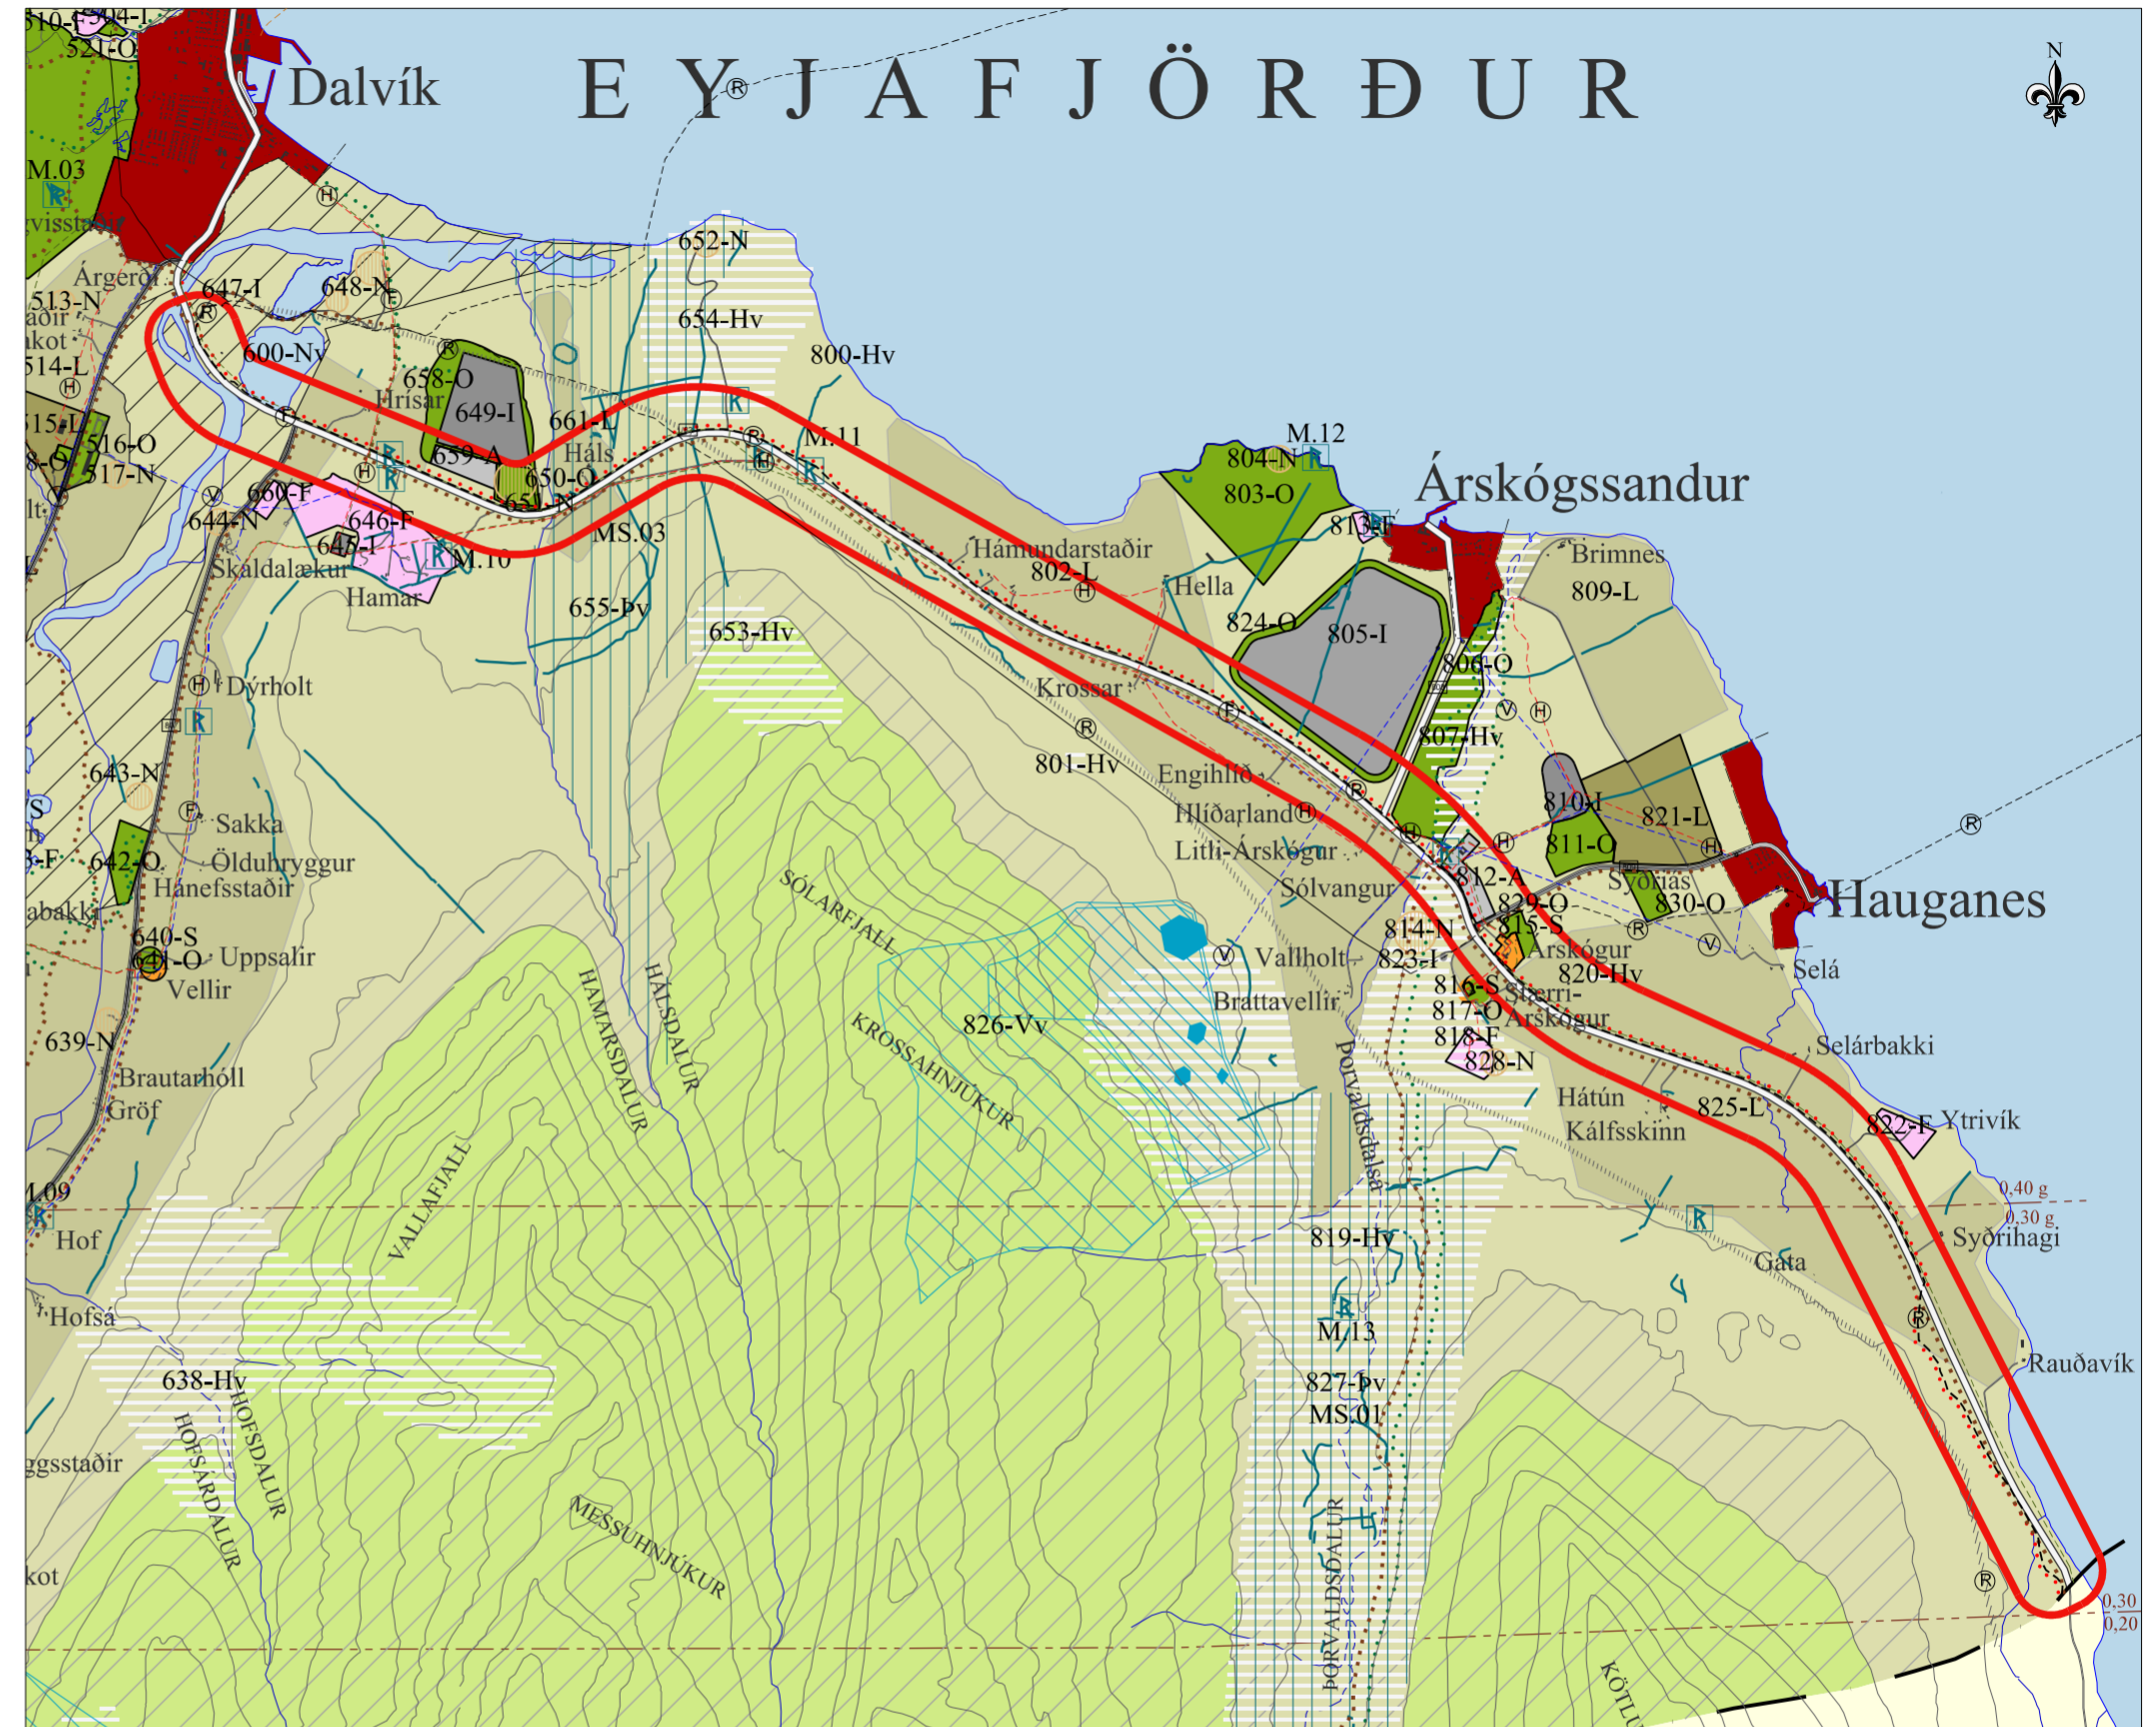 510-F
504-I
521-O
Dalvík
EYJAFJÖRÐUR
N
M.03
Árgerði
647-I
648-N
652-N
513-N
654-Hv
514-L
600-Nv
800-Hv
658-O
Hrísar
649-I
661-L
516-O
517-N
659-A
Háls
650-O
M.11
M.12
804-N
803-O
Árskógssandur
813-F
660-F
646-F
644-N
645-I
MS.03
M.10
Skáldalækur
Hamar
655-Þv
653-Hv
Hámundarstaðir
802-L
Hella
Brimnes
809-L
824-O
805-I
806-O
Dýrholt
Krossar
807-Hv
801-Hv
643-N
Engihlíð
Hlíðarland
Litli-Árskógur
Sólvangur
810-I
821-L
811-O
Sakka
Ölduhryggur
642-O
Hánefsstaðir
812-A
829-O
830-O
Hauganes
815-S
814-N
Árskógur
640-S
641-O
Uppsalir
Vellir
SÓLARFJALL
Vallholt
823-I
820-Hv
Selá
Brattavellir
816-S
Stærri-
817-O
Árskógur
818-F
828-N
826-Vv
HAMARSDALUR
HÁLSDALUR
KROSSAHNJÚKUR
639-N
Brautarhóll
Gröf
Selárbakki
Hátún
825-L
Kálfsskinn
822-F
Ytrivík
VALLAFJALL
M.09
Hof
0,40 g
0,30 g
Syðrihagi
819-Hv
Gáta
Hofsá
M.13
Rauðavík
638-Hv
827-Þv
MS.01
HOFSDALUR
HOFSÁRDALUR
MESSUHNJÚKUR
ÞORVALDSDALUR
0,30
0,20
KÖTLU